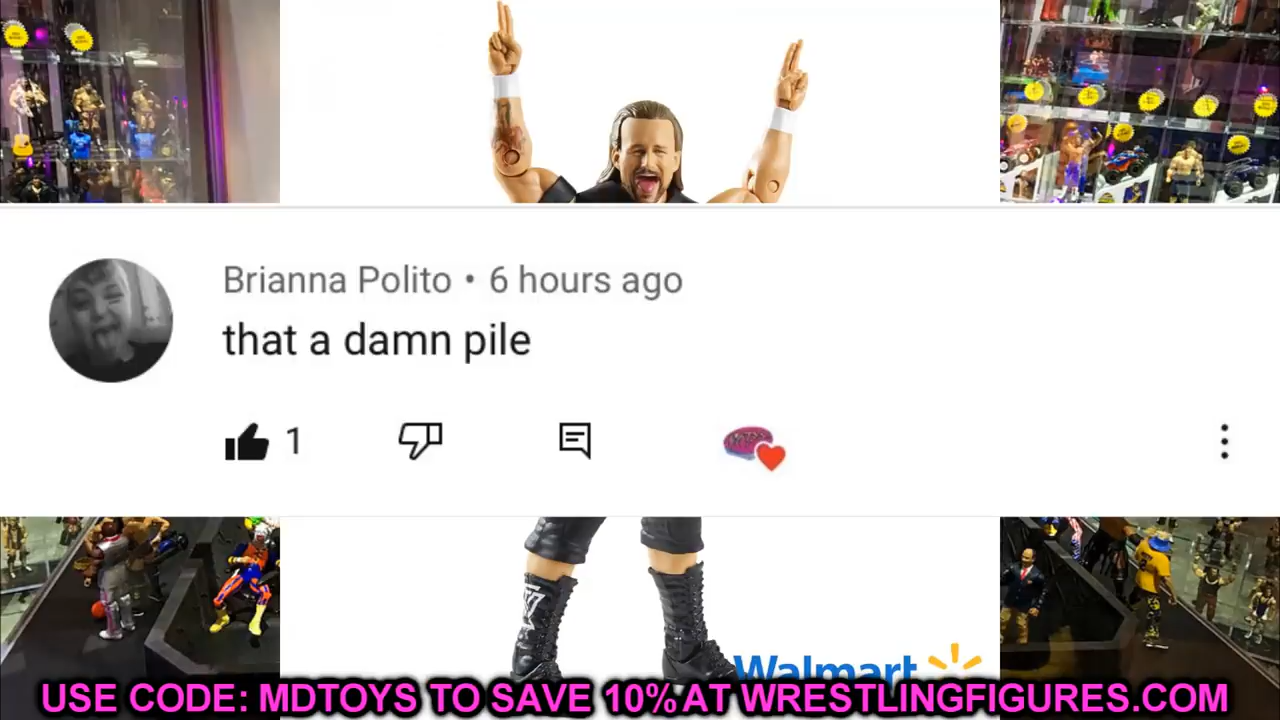 Brianna Polito • 6 hours ago
that a damn pile
1
Walmart
USE CODE: MDTOYS TO SAVE 10% AT WRESTLINGFIGURES.COM